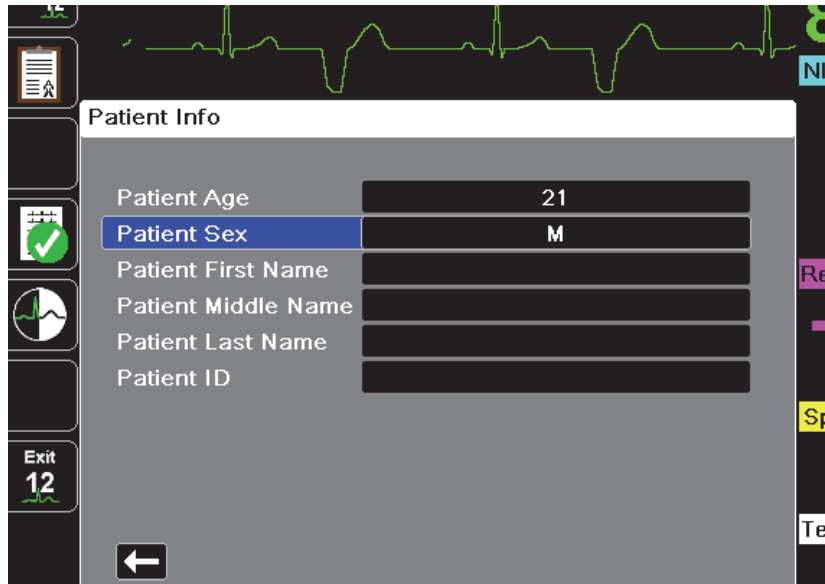 12
Patient Info
Patient Age 21
Patient Sex M
Patient First Name
Patient Middle Name
Patient Last Name
Patient ID
Exit
12